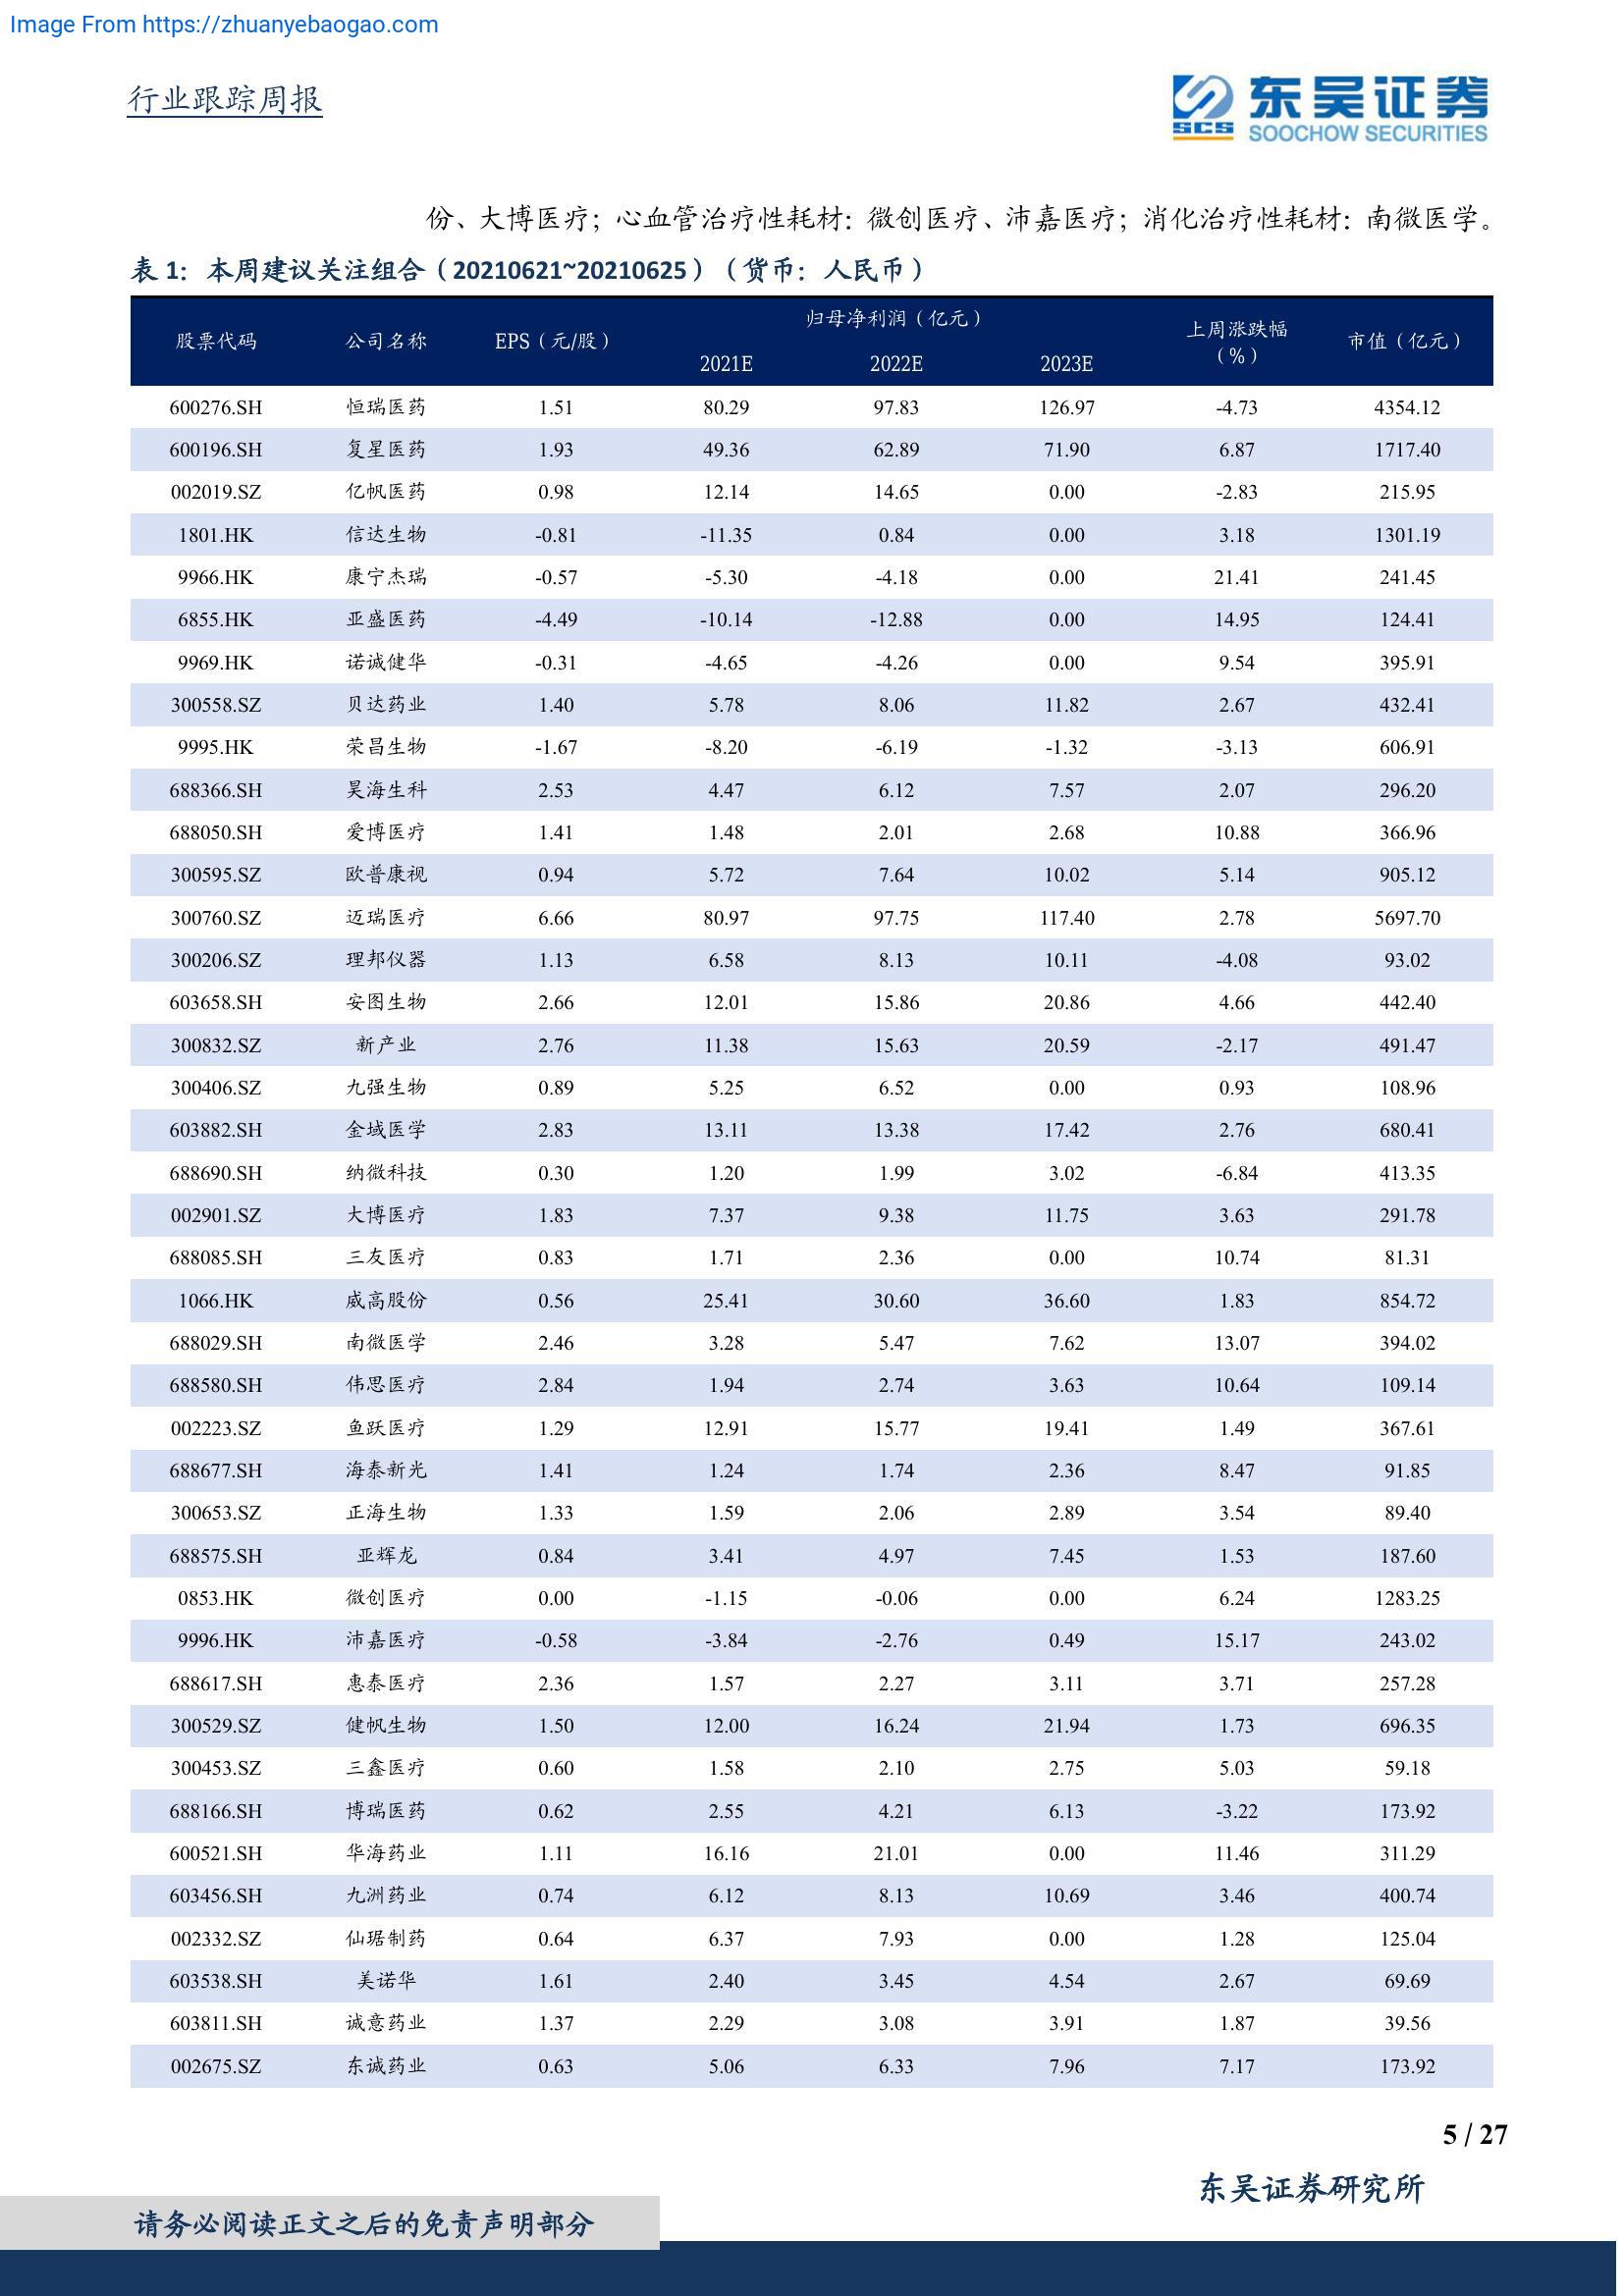 Image From https://zhuanyebaogao.com
行业跟踪周报
SCS 东吴证券
SOOCHOW SECURITIES
份、大博医疗；心血管治疗性耗材：微创医疗、沛嘉医疗；消化治疗性耗材：南微医学。
表 1：本周建议关注组合（20210621~20210625）（货币：人民币）
股票代码 公司名称 EPS（元/股） 归母净利润（亿元） 上周涨跌幅（%） 市值（亿元）
2021E 2022E 2023E
600276.SH 恒瑞医药 1.51 80.29 97.83 126.97 -4.73 4354.12
600196.SH 复星医药 1.93 49.36 62.89 71.90 6.87 1717.40
002019.SZ 亿帆医药 0.98 12.14 14.65 0.00 -2.83 215.95
1801.HK 信达生物 -0.81 -11.35 0.84 0.00 3.18 1301.19
9966.HK 康宁杰瑞 -0.57 -5.30 -4.18 0.00 21.41 241.45
6855.HK 亚盛医药 -4.49 -10.14 -12.88 0.00 14.95 124.41
9969.HK 诺诚健华 -0.31 -4.65 -4.26 0.00 9.54 395.91
300558.SZ 贝达药业 1.40 5.78 8.06 11.82 2.67 432.41
9995.HK 荣昌生物 -1.67 -8.20 -6.19 -1.32 -3.13 606.91
688366.SH 昊海生科 2.53 4.47 6.12 7.57 2.07 296.20
688050.SH 爱博医疗 1.41 1.48 2.01 2.68 10.88 366.96
300595.SZ 欧普康视 0.94 5.72 7.64 10.02 5.14 905.12
300760.SZ 迈瑞医疗 6.66 80.97 97.75 117.40 2.78 5697.70
300206.SZ 理邦仪器 1.13 6.58 8.13 10.11 -4.08 93.02
603658.SH 安图生物 2.66 12.01 15.86 20.86 4.66 442.40
300832.SZ 新产业 2.76 11.38 15.63 20.59 -2.17 491.47
300406.SZ 九强生物 0.89 5.25 6.52 0.00 0.93 108.96
603882.SH 金域医学 2.83 13.11 13.38 17.42 2.76 680.41
688690.SH 纳微科技 0.30 1.20 1.99 3.02 -6.84 413.35
002901.SZ 大博医疗 1.83 7.37 9.38 11.75 3.63 291.78
688085.SH 三友医疗 0.83 1.71 2.36 0.00 10.74 81.31
1066.HK 威高股份 0.56 25.41 30.60 36.60 1.83 854.72
688029.SH 南微医学 2.46 3.28 5.47 7.62 13.07 394.02
688580.SH 伟思医疗 2.84 1.94 2.74 3.63 10.64 109.14
002223.SZ 鱼跃医疗 1.29 12.91 15.77 19.41 1.49 367.61
688677.SH 海泰新光 1.41 1.24 1.74 2.36 8.47 91.85
300653.SZ 正海生物 1.33 1.59 2.06 2.89 3.54 89.40
688575.SH 亚辉龙 0.84 3.41 4.97 7.45 1.53 187.60
0853.HK 微创医疗 0.00 -1.15 -0.06 0.00 6.24 1283.25
9996.HK 沛嘉医疗 -0.58 -3.84 -2.76 0.49 15.17 243.02
688617.SH 惠泰医疗 2.36 1.57 2.27 3.11 3.71 257.28
300529.SZ 健帆生物 1.50 12.00 16.24 21.94 1.73 696.35
300453.SZ 三鑫医疗 0.60 1.58 2.10 2.75 5.03 59.18
688166.SH 博瑞医药 0.62 2.55 4.21 6.13 -3.22 173.92
600521.SH 华海药业 1.11 16.16 21.01 0.00 11.46 311.29
603456.SH 九洲药业 0.74 6.12 8.13 10.69 3.46 400.74
002332.SZ 仙琚制药 0.64 6.37 7.93 0.00 1.28 125.04
603538.SH 美诺华 1.61 2.40 3.45 4.54 2.67 69.69
603811.SH 诚意药业 1.37 2.29 3.08 3.91 1.87 39.56
002675.SZ 东诚药业 0.63 5.06 6.33 7.96 7.17 173.92
5 / 27
东吴证券研究所
请务必阅读正文之后的免责声明部分